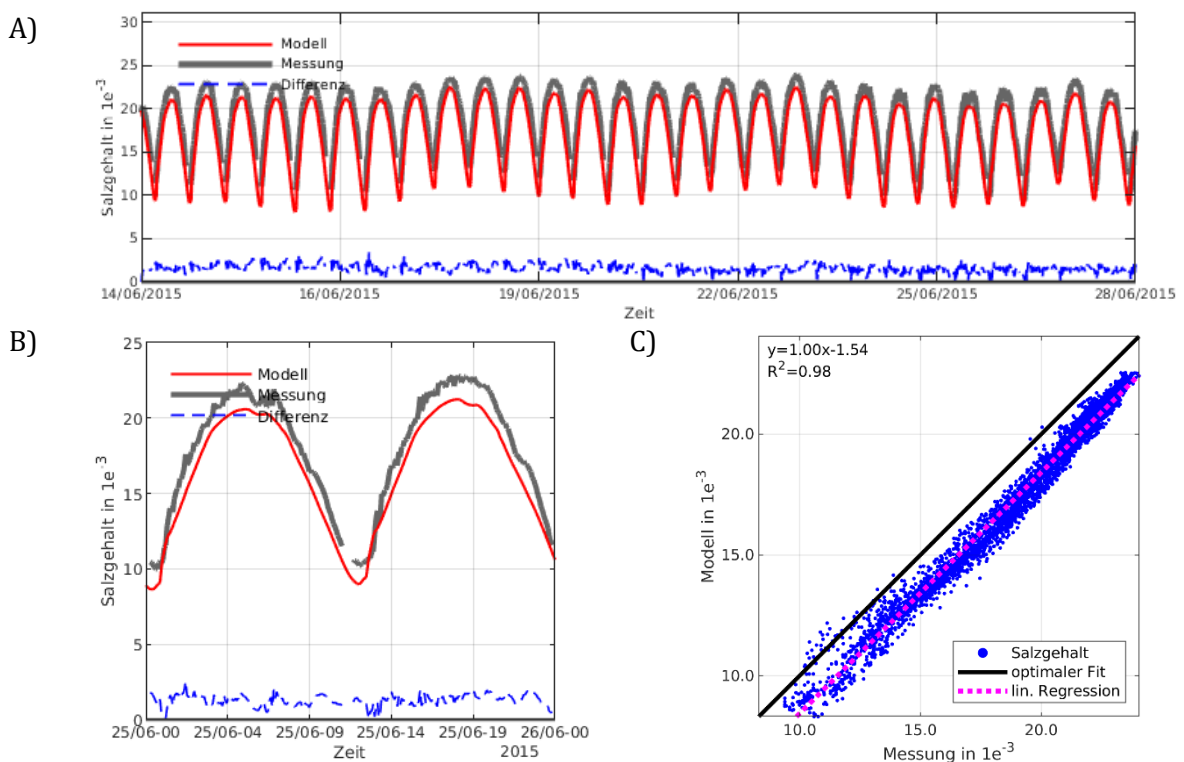 A)
Salzgehalt in 1e-3
30
25
20
15
10
5
0
Modell
Messung
Differenz
14/06/2015 16/06/2015 19/06/2015 22/06/2015 25/06/2015 28/06/2015
Zeit
B)
Salzgehalt in 1e-3
25
20
15
10
5
0
Modell
Messung
Differenz
25/06-00 25/06-04 25/06-09 25/06-14 25/06-19 26/06-00
Zeit
2015
C)
y=1.00x-1.54
R2=0.98
Modell in 1e-3
20.0
15.0
10.0
Salzgehalt
optimaler Fit
lin. Regression
10.0 15.0 20.0
Messung in 1e-3